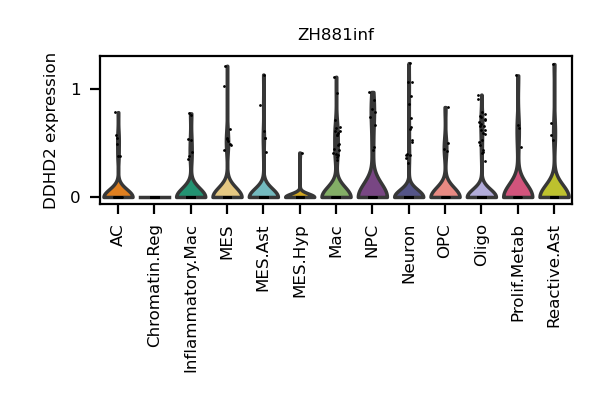 ZH881inf
DDHD2 expression
1
0
AC
Chromatin.Reg
Inflammatory.Mac
MES
MES.Ast
MES.Hyp
Mac
NPC
Neuron
OPC
Oligo
Prolif.Metab
Reactive.Ast